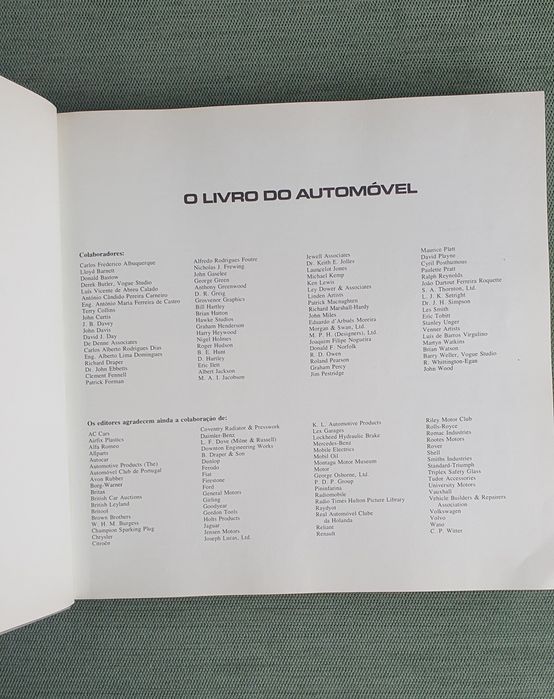 O LIVRO DO AUTOMÓVEL
Colaboradores:
Carlos Frederico Albuquerque
Lloyd Barnett
Donald Bastow
Derek Butler, Vogue Studio
Luis Vicente de Abreu Calado
António Cândido Pereira Carneiro
Eng. António Maria Ferreira de Castro
Terry Collins
John Curtis
J. B. Davey
John Davis
David J. Day
De Denne Associates
Carlos Alberto Rodrigues Dias
Eng. Alberto Lima Domingues
Richard Draper
Dr. John Ebbetts
Clement Fennell
Patrick Forman
Alfredo Rodrigues Foutre
Nicholas J. Frewing
John Gaselee
George Green
Anthony Greenwood
D. K. Greig
Grosvenor Graphics
Bill Hartley
Brian Hatton
Hawke Studios
Graham Henderson
Harry Heywood
Nigel Holmes
Roger Hudson
B. E. Hunt
D. Hurtley
Eric Ilett
Albert Jackson
M. A. I. Jacobson
Jewell Associates
Dr. Keith E. Jolles
Launcelot Jones
Michael Kemp
Ken Lewis
Ley Dower & Associates
Linden Artists
Patrick Macnaghten
Richard Marshall-Hardy
John Miles
Eduardo d'Arbués Moreira
Morgan & Swan, Ltd.
M. P. H. (Designers), Ltd.
Joaquim Filipe Nogueira
Donald F. Norfolk
R. D. Owen
Roland Pearson
Graham Percy
Jim Pestridge
Maurice Platt
David Playne
Cyril Posthumous
Paulette Pratt
Ralph Reynolds
João Dartout Ferreira Roquette
S. A. Thornton, Ltd.
L. J. K. Setright
Dr. J. H. Simpson
Les Smith
Eric Tobitt
Stanley Unger
Venner Artists
Luís de Barros Virgulino
Martyn Watkins
Brian Watson
Barry Weller, Vogue Studio
R. Whittington-Egan
John Wood
Os editores agradecem ainda a colaboração de:
AC Cars
Airfix Plastics
Alfa Romeo
Allparts
Autocar
Automotive Products (The)
Automóvel Club de Portugal
Avon Rubber
Borg-Warner
Britax
British Car Auctions
British Leyland
Britool
Brown Brothers
W. H. M. Burgess
Champion Sparking Plug
Chrysler
Citroën
Coventry Radiator & Presswork
Daimler-Benz
L. F. Dove (Milne & Russell)
Downton Engineering Works
B. Draper & Son
Dunlop
Ferodo
Fiat
Firestone
Ford
General Motors
Girling
Goodyear
Gordon Tools
Holts Products
Jaguar
Jensen Motors
Joseph Lucas, Ltd.
K. L. Automotive Products
Lex Garages
Lockheed Hydraulic Brake
Mercedes-Benz
Mobile Electrics
Mobil Oil
Montagu Motor Museum
Motor
George Osborne, Ltd.
P. D. P. Group
Pininfarina
Radiomobile
Radio Times Hulton Picture Library
Raydyot
Real Automóvel Clube
da Holanda
Reliant
Renault
Riley Motor Club
Rolls-Royce
Romac Industries
Rootes Motors
Rover
Shell
Smiths Industries
Standard-Triumph
Triplex Safety Glass
Tudor Accessories
University Motors
Vauxhall
Vehicle Builders & Repairers
Association
Volkswagen
Volvo
Waso
C. P. Witter